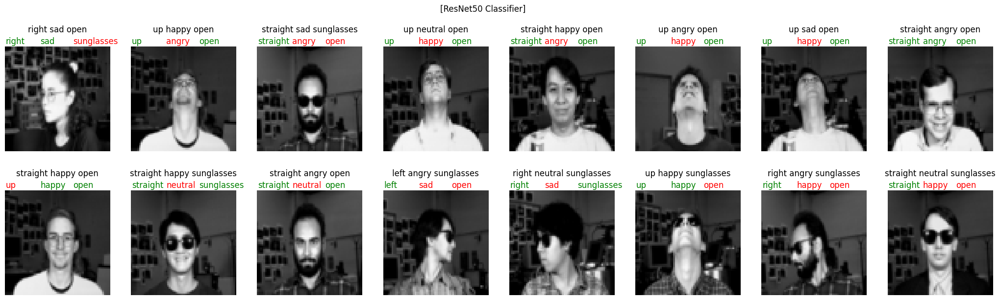 [ResNet50 Classifier]
right sad open
right sad sunglasses
up happy open
up angry open
straight sad sunglasses
straight angry open
up neutral open
up happy open
straight happy open
straight angry open
up angry open
up happy open
up sad open
up happy open
straight angry open
straight angry open
straight happy open
up happy open
straight happy sunglasses
straight neutral sunglasses
straight angry open
straight neutral open
left angry sunglasses
left sad open
right neutral sunglasses
right sad sunglasses
up happy sunglasses
up happy open
right angry sunglasses
right happy open
straight neutral sunglasses
straight happy open